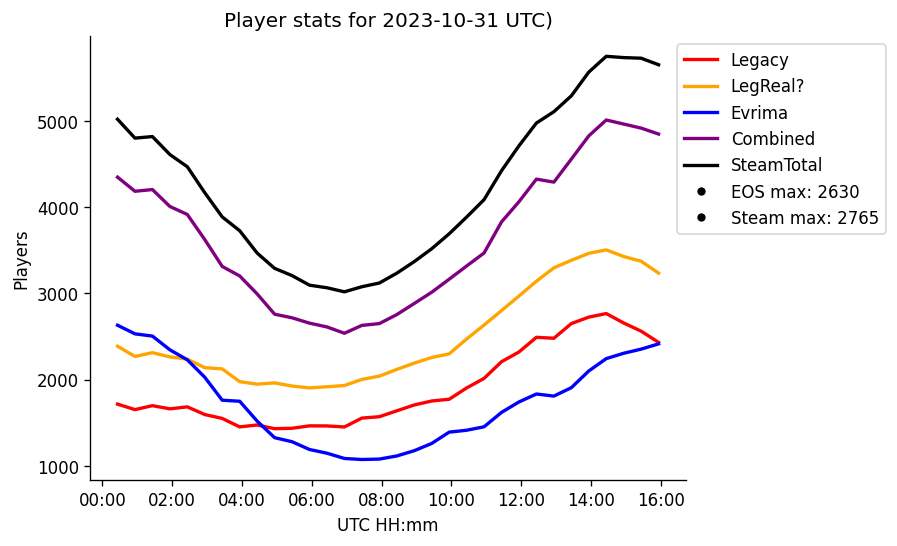 Player stats for 2023-10-31 UTC)
Legacy
LegReal?
Evrima
Combined
SteamTotal
EOS max: 2630
Steam max: 2765
Players
5000
4000
3000
2000
1000
00:00 02:00 04:00 06:00 08:00 10:00 12:00 14:00 16:00
UTC HH:mm